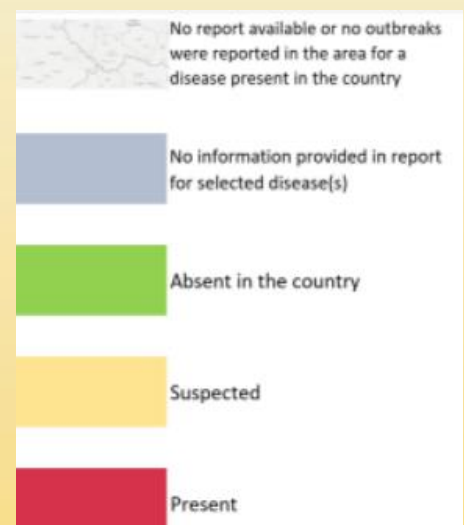 No report available or no outbreaks
were reported in the area for a
disease present in the country
No information provided in report
for selected disease(s)
Absent in the country
Suspected
Present